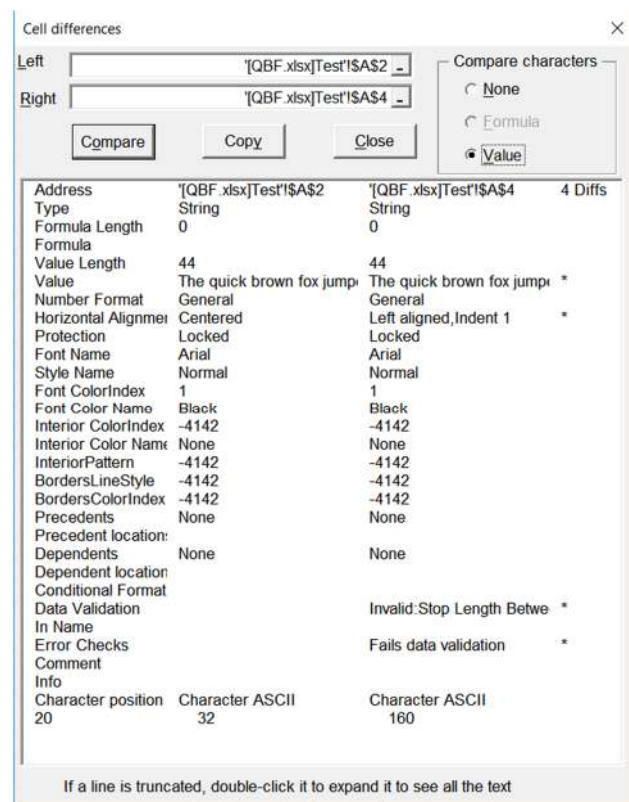 Cell differences
Left '[QBF.xlsx]Test'!$A$2
Right '[QBF.xlsx]Test'!$A$4
Compare Copy Close
Compare characters
None
Formula
Value
Address '[QBF.xlsx]Test'!$A$2 '[QBF.xlsx]Test'!$A$4 4 Diffs
Type String String
Formula Length 0 0
Formula
Value Length 44 44
Value The quick brown fox jumpe The quick brown fox jumpe *
Number Format General General
Horizontal Alignmer Centered Left aligned,Indent 1 *
Protection Locked Locked
Font Name Arial Arial
Style Name Normal Normal
Font ColorIndex 1 1
Font Color Name Black Black
Interior ColorIndex -4142 -4142
Interior Color Name None None
InteriorPattern -4142 -4142
BordersLineStyle -4142 -4142
BordersColorIndex -4142 -4142
Precedents None None
Precedent locations
Dependents None None
Dependent location
Conditional Format
Data Validation Invalid:Stop Length Betwe *
In Name
Error Checks Fails data validation *
Comment
Info
Character position Character ASCII Character ASCII
20 32 160
If a line is truncated, double-click it to expand it to see all the text